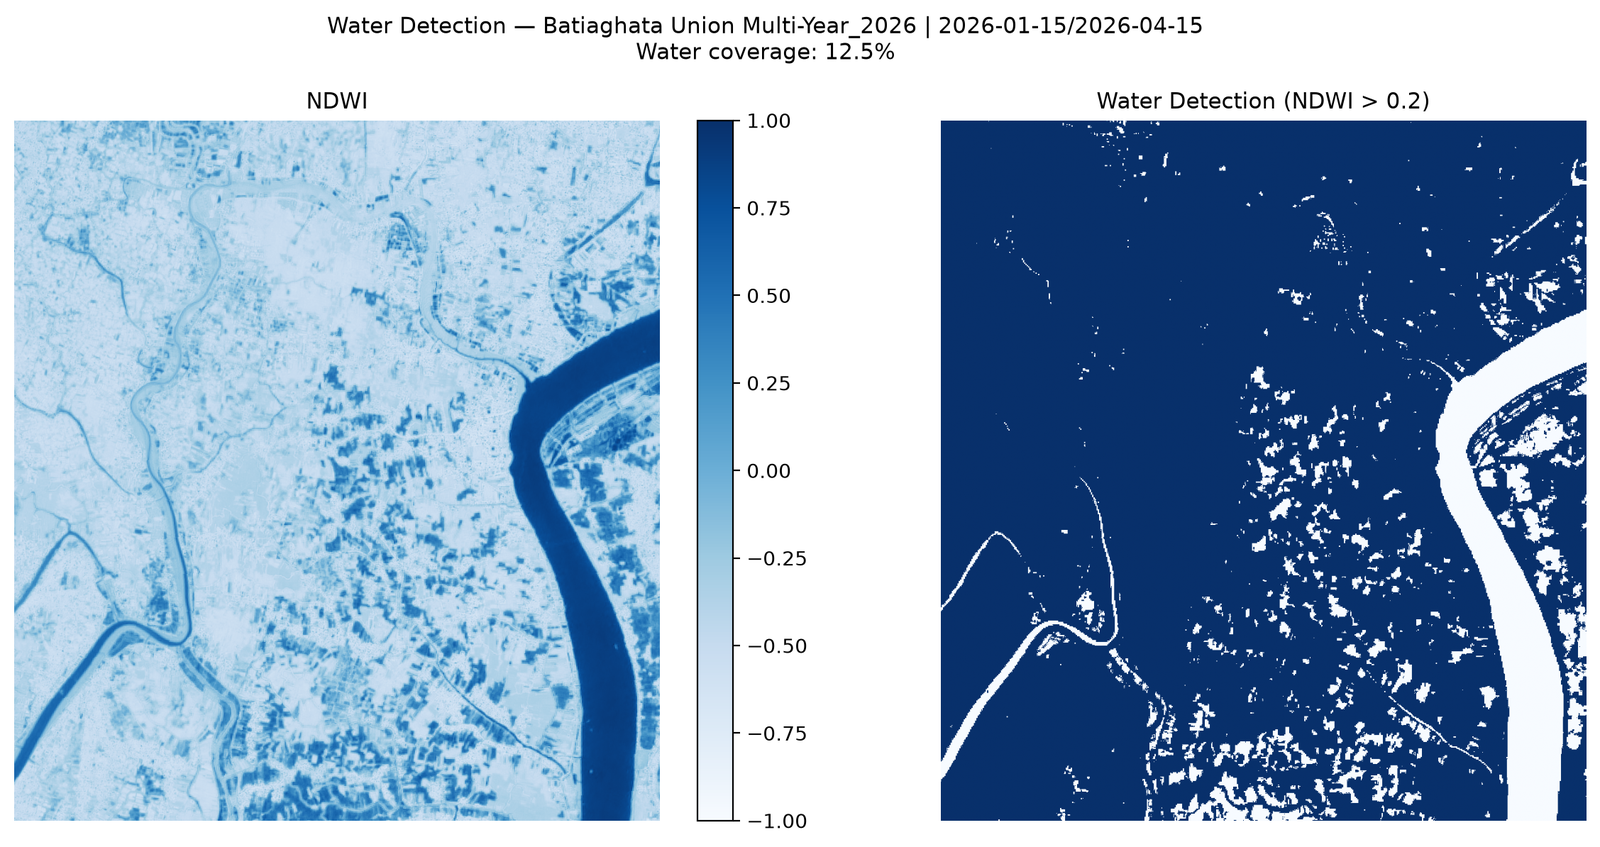 Water Detection — Batiaghata Union Multi-Year_2026 | 2026-01-15/2026-04-15
Water coverage: 12.5%
NDWI
1.00
0.75
0.50
0.25
0.00
−0.25
−0.50
−0.75
−1.00
Water Detection (NDWI > 0.2)